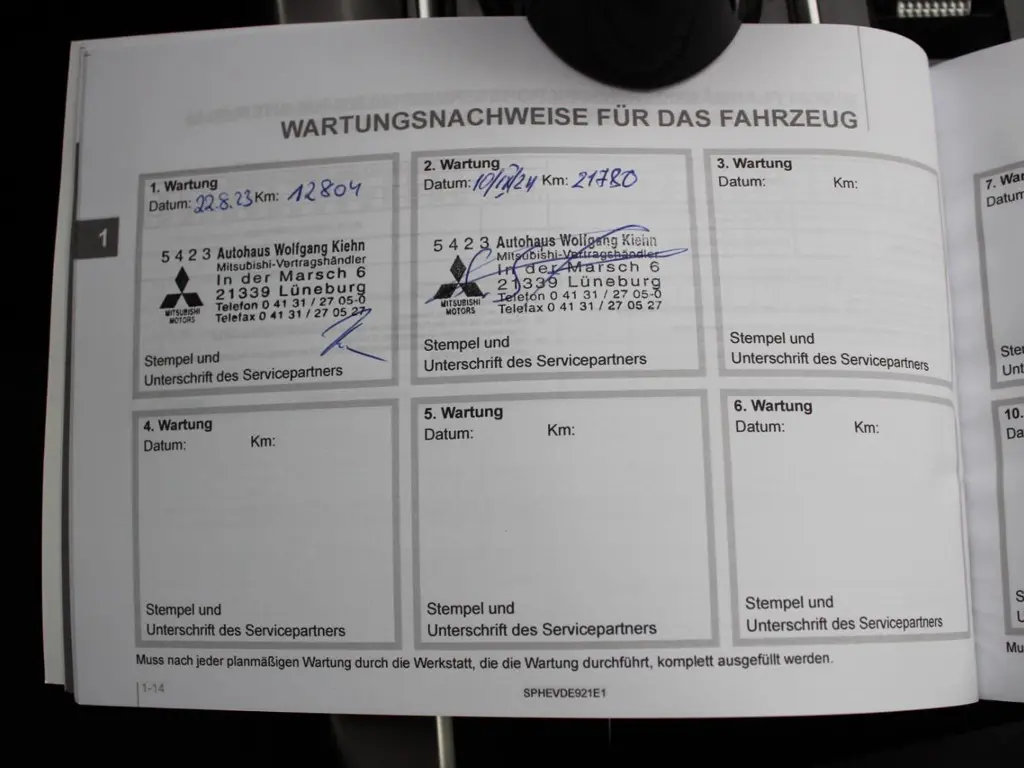 WARTUNGSNACHWEISE FÜR DAS FAHRZEUG
1. Wartung
Datum: 22.8.23 Km: 12804
5423 Autohaus Wolfgang Kiehn
Mitsubishi-Vertragshändler
In der Marsch 6
21339 Lüneburg
Telefon 0 41 31 / 27 05-0
Telefax 0 41 31 / 27 05 27
MITSUBISHI
MOTORS
Stempel und
Unterschrift des Servicepartners
2. Wartung
Datum: Km: 21780
5423 Autohaus Wolfgang Kiehn
Mitsubishi-Vertragshändler
In der Marsch 6
21339 Lüneburg
Telefon 0 41 31 / 27 05-0
Telefax 0 41 31 / 27 05 27
MITSUBISHI
MOTORS
Stempel und
Unterschrift des Servicepartners
3. Wartung
Datum: Km:
Stempel und
Unterschrift des Servicepartners
1
4. Wartung
Datum: Km:
Stempel und
Unterschrift des Servicepartners
5. Wartung
Datum: Km:
Stempel und
Unterschrift des Servicepartners
6. Wartung
Datum: Km:
Stempel und
Unterschrift des Servicepartners
Muss nach jeder planmäßigen Wartung durch die Werkstatt, die die Wartung durchführt, komplett ausgefüllt werden.
1-14
SPHEVDE921E1
7. War
Datum
Ste
Unt
10.
Da
S
U
Mu